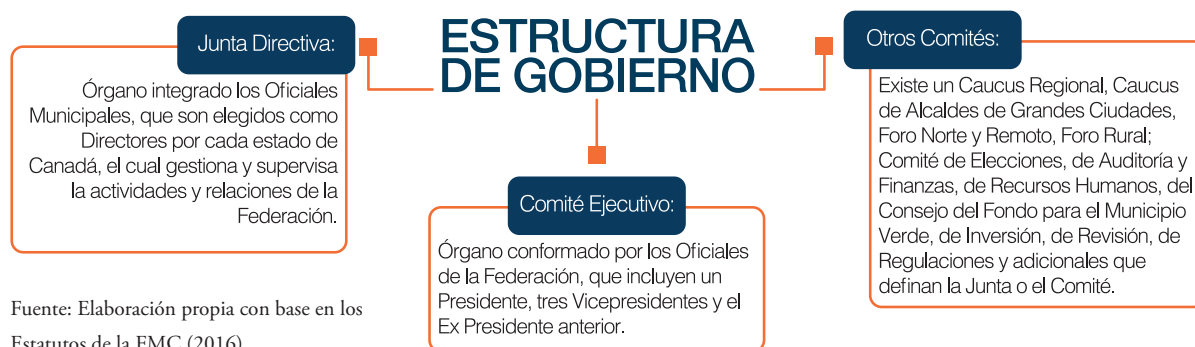 ESTRUCTURA
DE GOBIERNO
Junta Directiva:
Órgano integrado los Oficiales
Municipales, que son elegidos como
Directores por cada estado de
Canadá, el cual gestiona y supervisa
la actividades y relaciones de la
Federación.
Comité Ejecutivo:
Órgano conformado por los Oficiales
de la Federación, que incluyen un
Presidente, tres Vicepresidentes y el
Ex Presidente anterior.
Otros Comités:
Existe un Caucus Regional, Caucus
de Alcaldes de Grandes Ciudades,
Foro Norte y Remoto, Foro Rural;
Comité de Elecciones, de Auditoría y
Finanzas, de Recursos Humanos, del
Consejo del Fondo para el Municipio
Verde, de Inversión, de Revisión, de
Regulaciones y adicionales que
definan la Junta o el Comité.
Fuente: Elaboración propia con base en los
Estatutos de la FMC (2016)